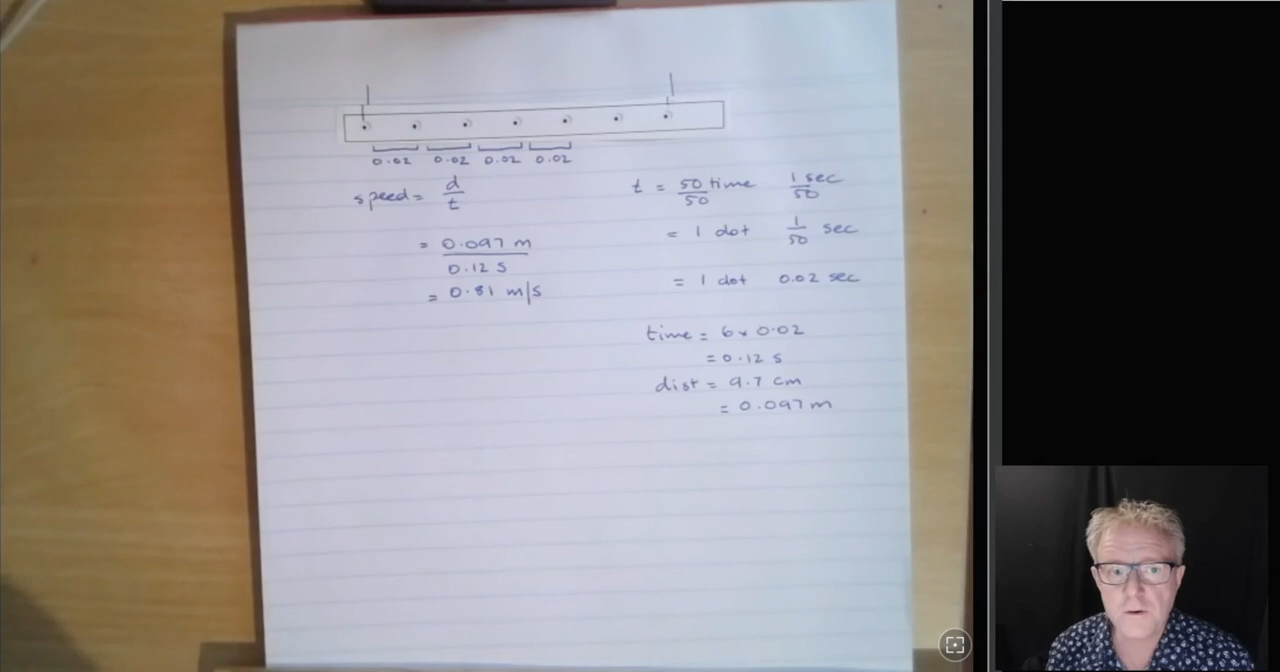 0.02 0.02 0.02 0.02
speed = d/t
= 0.097 m / 0.12 s
= 0.81 m/s
t = 50 time / 50 1 sec / 50
= 1 dot 1/50 sec
= 1 dot 0.02 sec
time = 6 x 0.02
= 0.12 s
dist = 9.7 cm
= 0.097 m